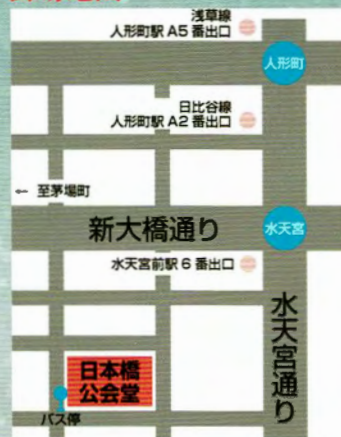 浅草線
人形町駅 A5 番出口
人形町
日比谷線
人形町駅 A2 番出口
← 至茅場町
新大橋通り
水天宮
水天宮前駅 6 番出口
水天宮通り
日本橋
公会堂
バス停